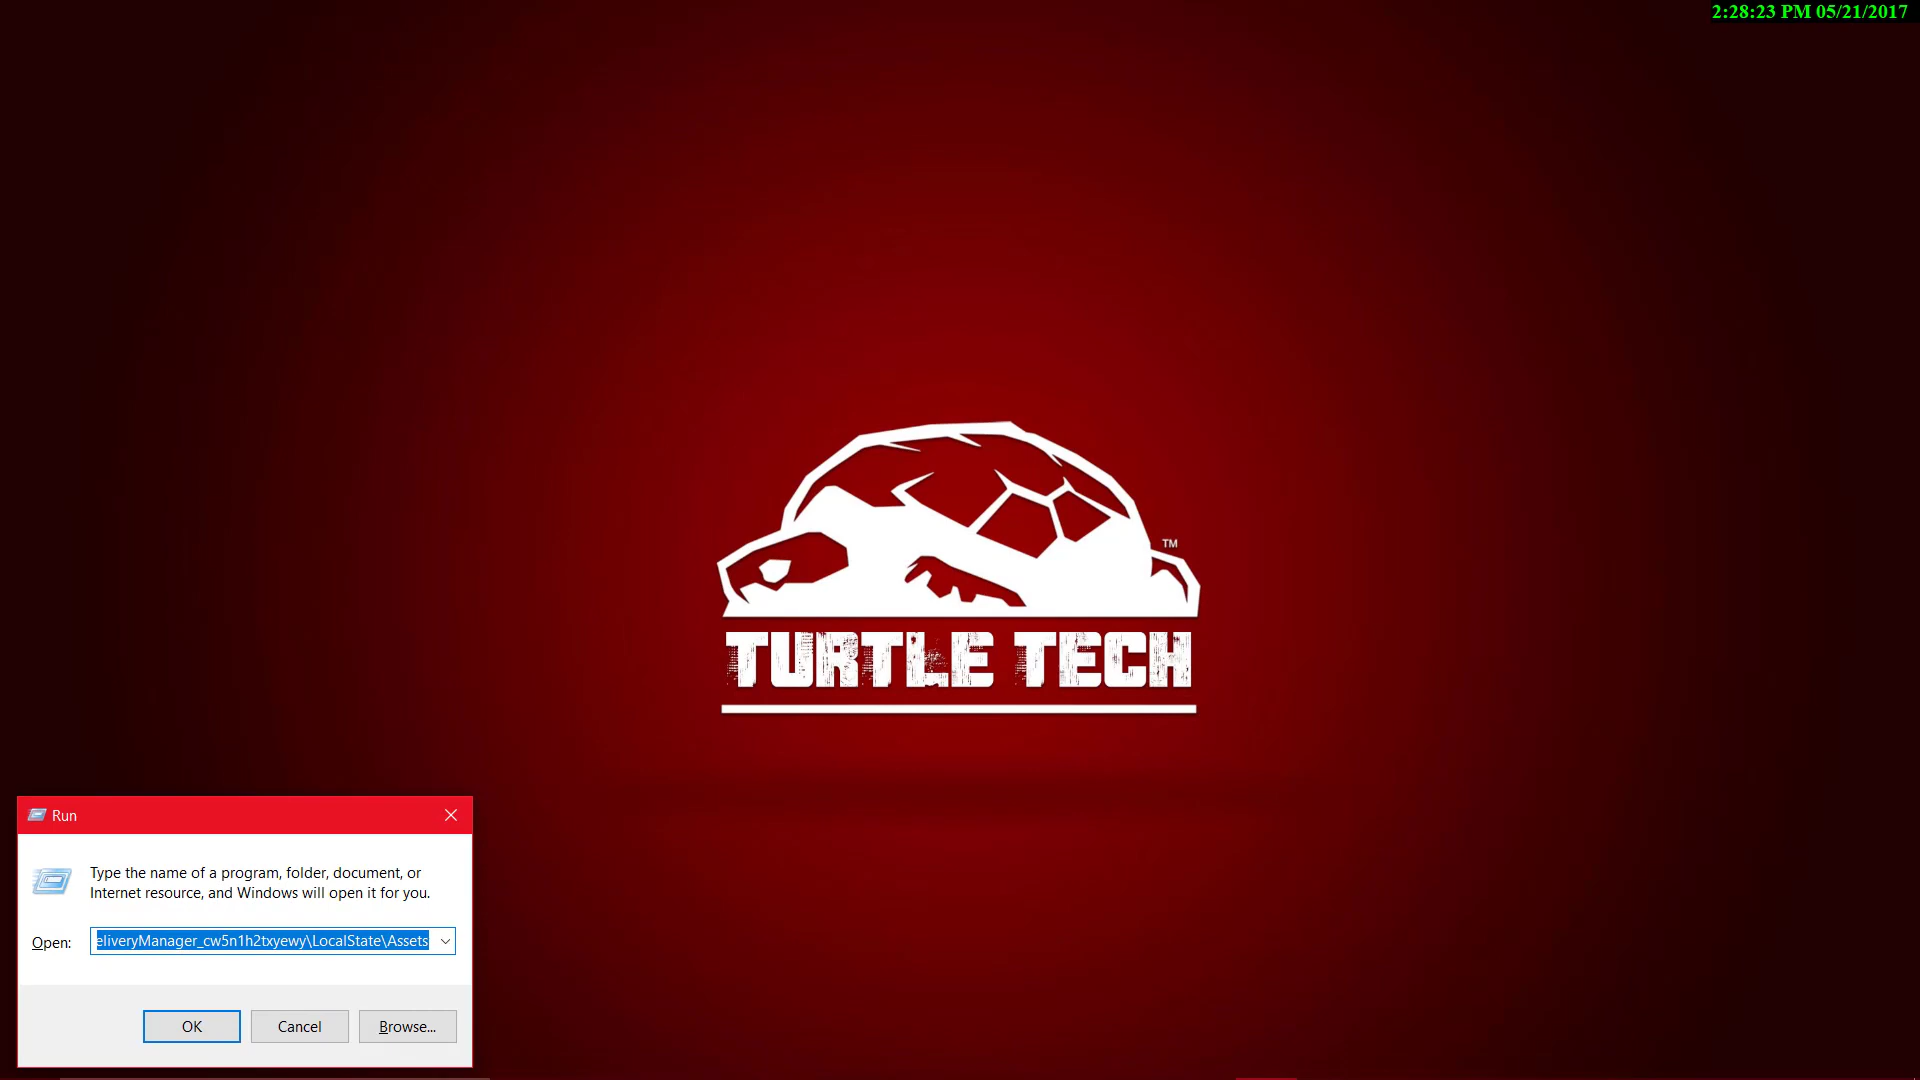 2:28:23 PM 05/21/2017
TM
TURTLE TECH
Run
Type the name of a program, folder, document, or
Internet resource, and Windows will open it for you.
Open: eliveryManager_cw5n1h2txyewy\LocalState\Assets
OK Cancel Browse...